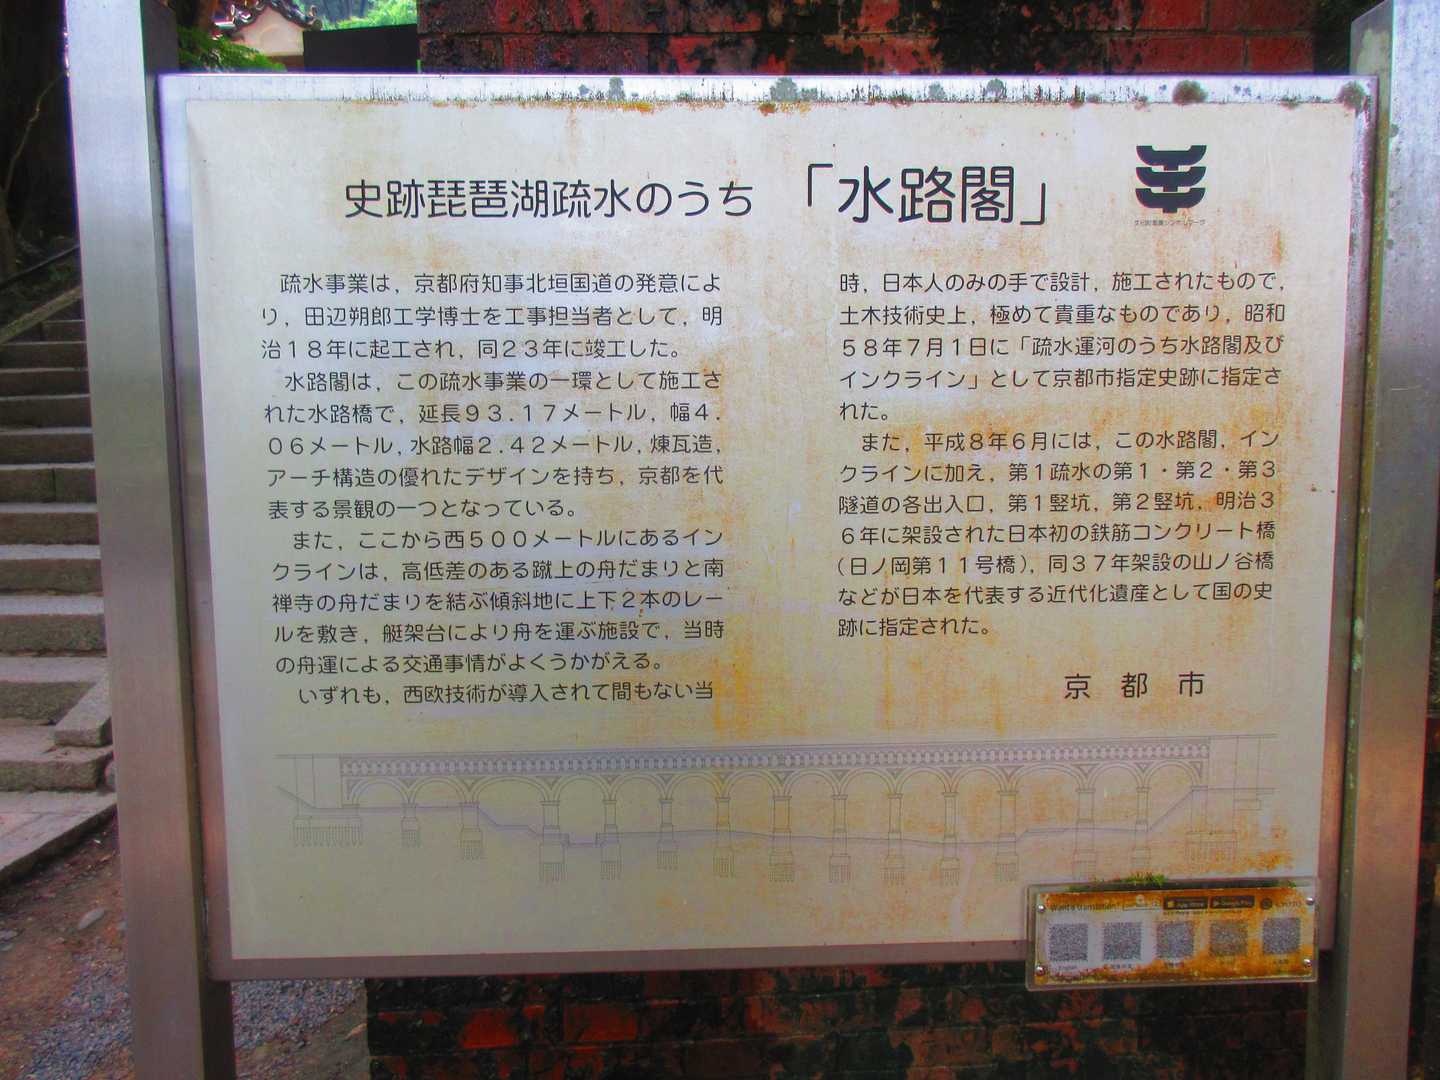 史跡琵琶湖疏水のうち「水路閣」
文化財愛護シンボルマーク
疏水事業は，京都府知事北垣国道の発意によ
り，田辺朔郎工学博士を工事担当者として，明
治１８年に起工され，同２３年に竣工した。
水路閣は，この疏水事業の一環として施工さ
れた水路橋で，延長９３.１７メートル，幅４.
０６メートル，水路幅２.４２メートル，煉瓦造，
アーチ構造の優れたデザインを持ち，京都を代
表する景観の一つとなっている。
また，ここから西５００メートルにあるイン
クラインは，高低差のある蹴上の舟だまりと南
禅寺の舟だまりを結ぶ傾斜地に上下２本のレー
ルを敷き，艇架台により舟を運ぶ施設で，当時
の舟運による交通事情がよくうかがえる。
いずれも，西欧技術が導入されて間もない当
時，日本人のみの手で設計，施工されたもので，
土木技術史上，極めて貴重なものであり，昭和
５８年７月１日に「疏水運河のうち水路閣及び
インクライン」として京都市指定史跡に指定さ
れた。
また，平成８年６月には，この水路閣，イン
クラインに加え，第１疏水の第１・第２・第３
隧道の各出入口，第１竪坑，第２竪坑，明治３
６年に架設された日本初の鉄筋コンクリート橋
（日ノ岡第１１号橋），同３７年架設の山ノ谷橋
などが日本を代表する近代化遺産として国の史
跡に指定された。
京都市
Want a translation?
App Store
Google Play
English